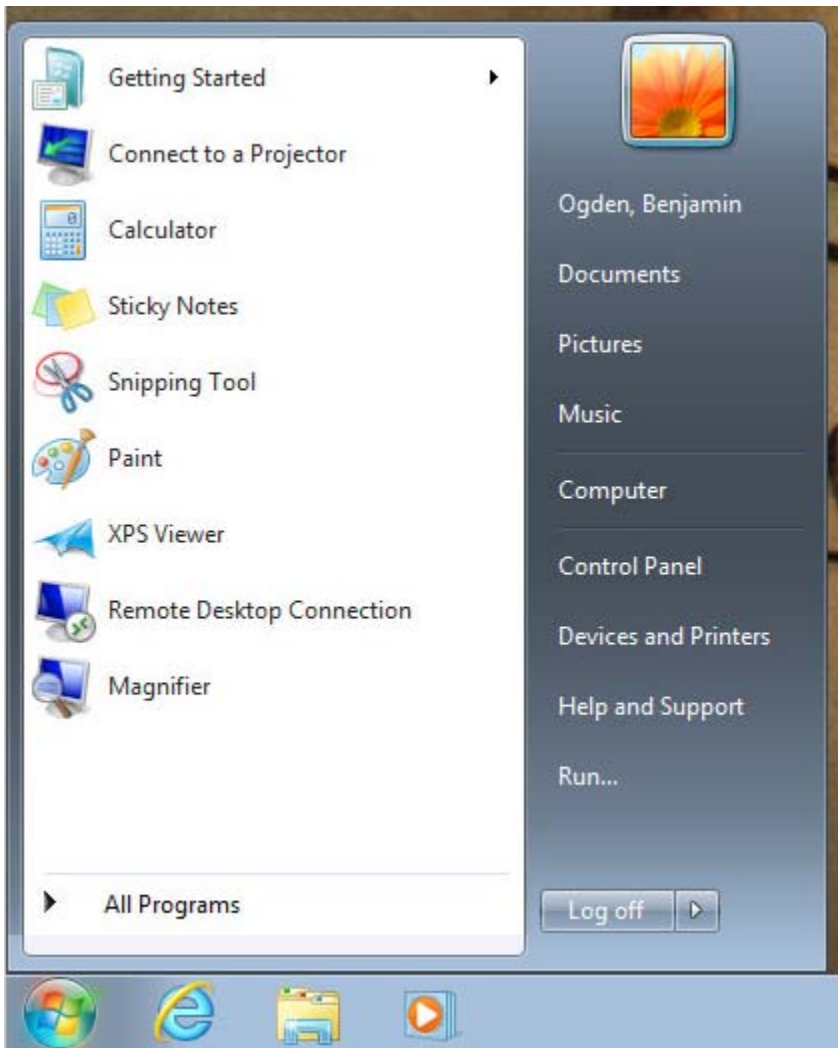 Getting Started
Connect to a Projector
Calculator
Sticky Notes
Snipping Tool
Paint
XPS Viewer
Remote Desktop Connection
Magnifier
All Programs
Ogden, Benjamin
Documents
Pictures
Music
Computer
Control Panel
Devices and Printers
Help and Support
Run...
Log off